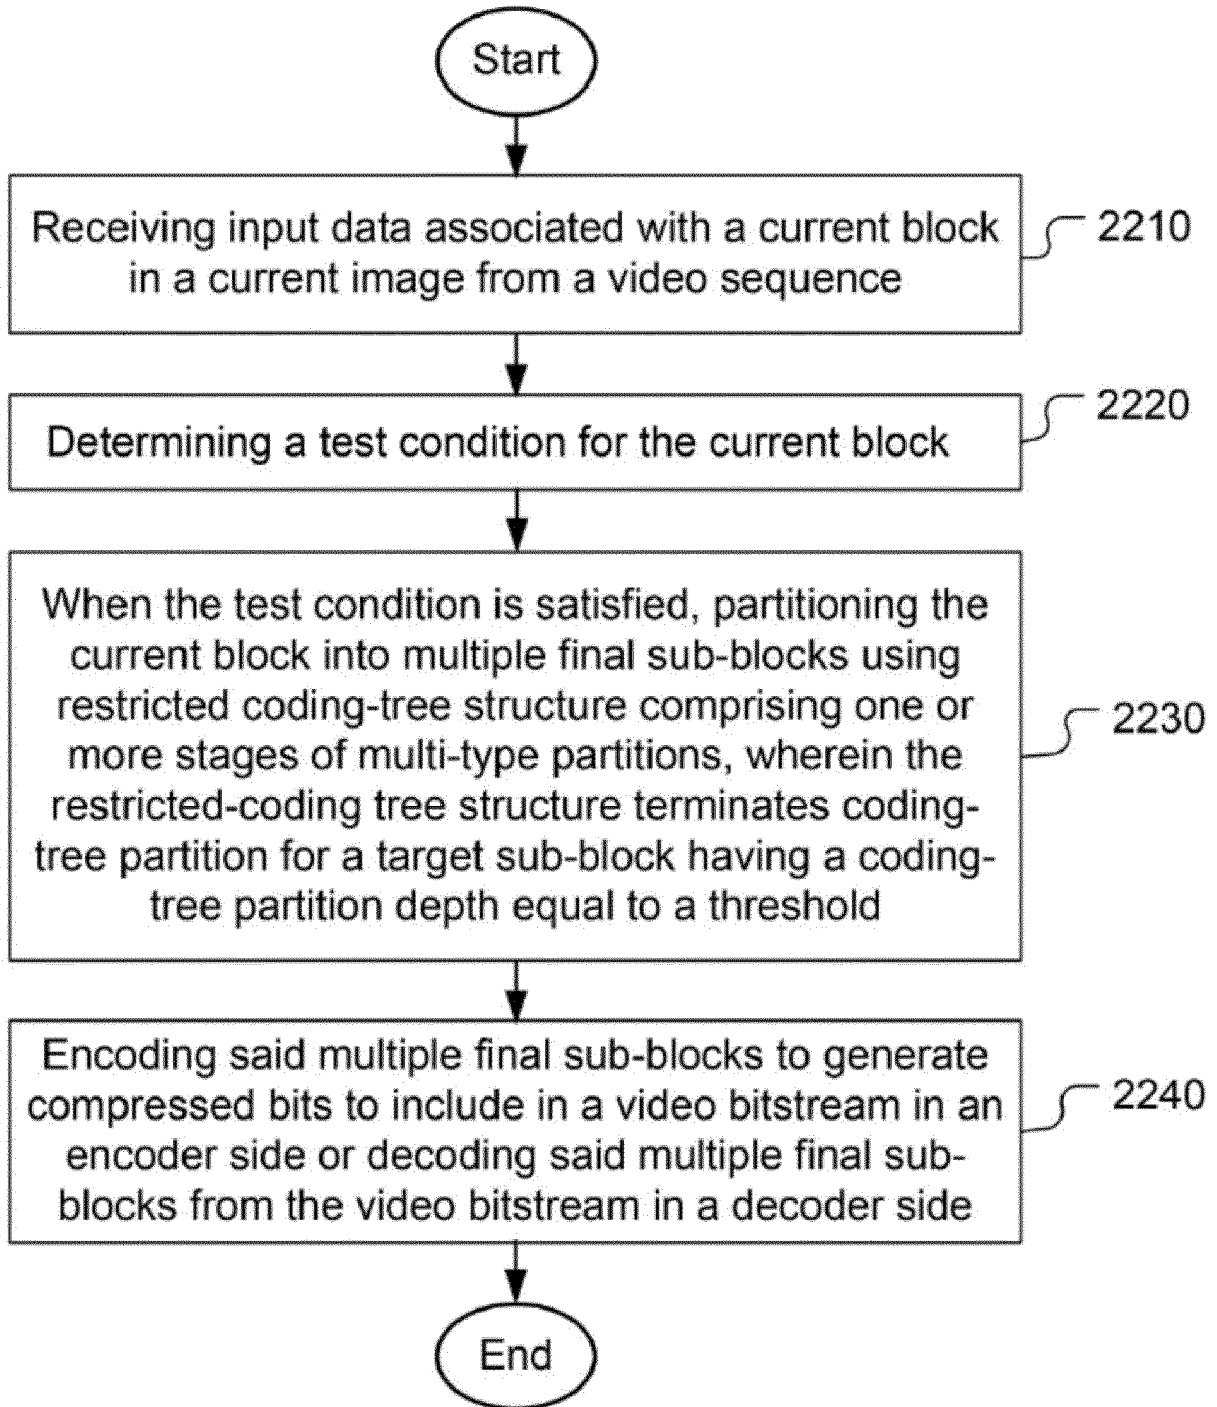 Start
Receiving input data associated with a current block
in a current image from a video sequence
2210
Determining a test condition for the current block
2220
When the test condition is satisfied, partitioning the
current block into multiple final sub-blocks using
restricted coding-tree structure comprising one or
more stages of multi-type partitions, wherein the
restricted-coding tree structure terminates coding-
tree partition for a target sub-block having a coding-
tree partition depth equal to a threshold
2230
Encoding said multiple final sub-blocks to generate
compressed bits to include in a video bitstream in an
encoder side or decoding said multiple final sub-
blocks from the video bitstream in a decoder side
2240
End